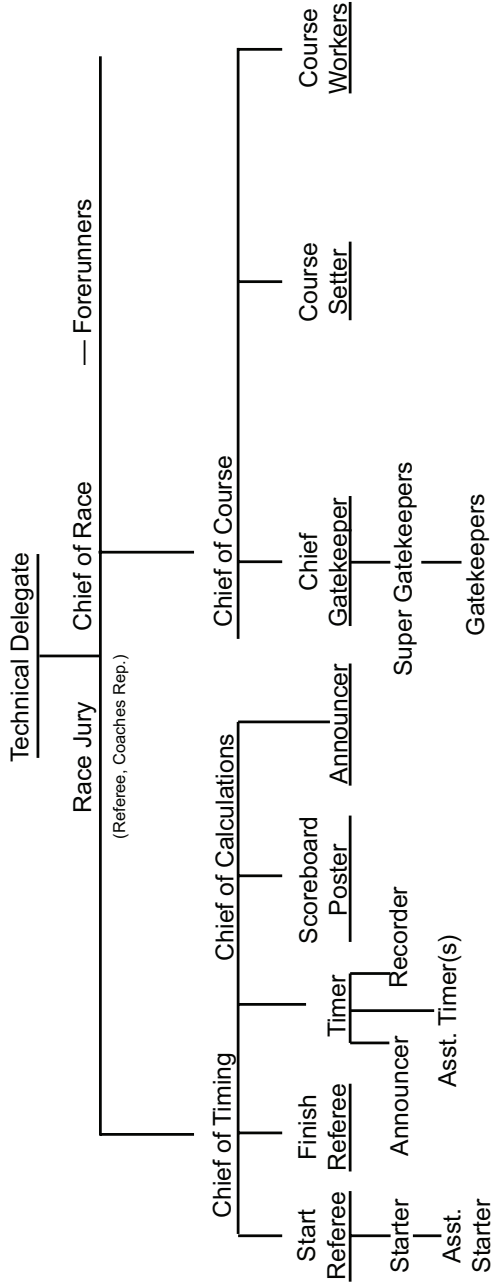 Technical Delegate
Race Jury
Chief of Race
— Forerunners
(Referee, Coaches Rep.)
Chief of Timing
Chief of Calculations
Chief of Course
Start
Referee
Finish
Referee
Timer
Scoreboard
Poster
Announcer
Chief
Gatekeeper
Course
Setter
Course
Workers
Starter
Announcer
Recorder
Super Gatekeepers
Asst.
Starter
Asst. Timer(s)
Gatekeepers